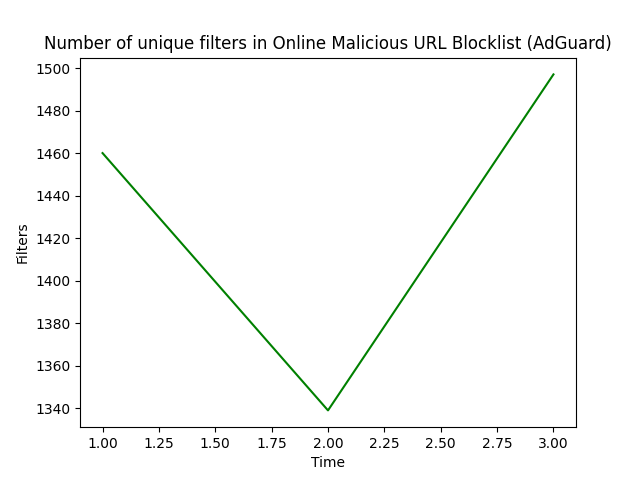 Number of unique filters in Online Malicious URL Blocklist (AdGuard)
1500
1480
1460
1440
1420
1400
1380
1360
1340
Filters
1.00 1.25 1.50 1.75 2.00 2.25 2.50 2.75 3.00
Time